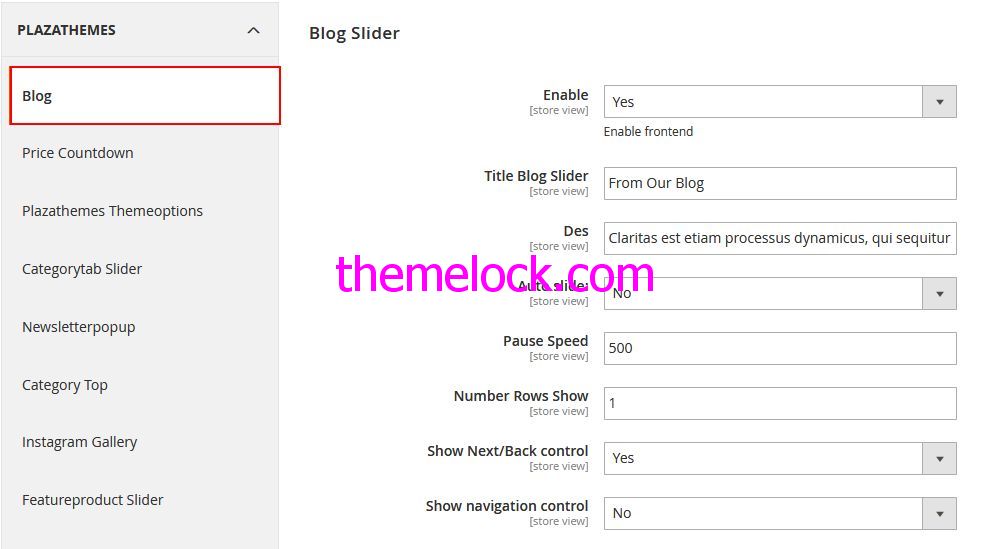 PLAZATHEMES
Blog
Price Countdown
Plazathemes Themeoptions
Categorytab Slider
Newsletterpopup
Category Top
Instagram Gallery
Featureproduct Slider
Blog Slider
Enable
[store view]
Yes
Enable frontend
Title Blog Slider
[store view]
From Our Blog
Des
[store view]
Claritas est etiam processus dynamicus, qui sequitur
themelock.com
Auto slide:
[store view]
No
Pause Speed
[store view]
500
Number Rows Show
[store view]
1
Show Next/Back control
[store view]
Yes
Show navigation control
[store view]
No